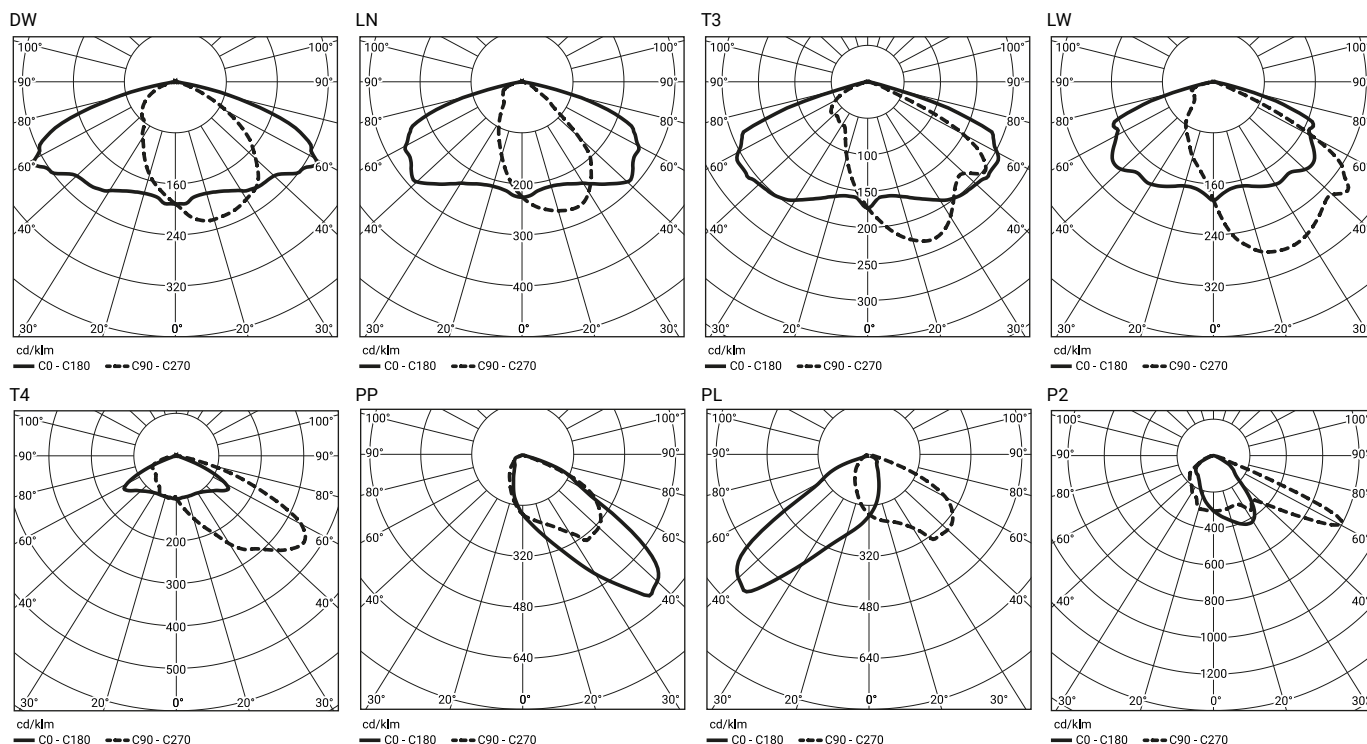 DW LN T3 LW
100° 100° 100° 100° 100° 100° 100° 100°
90° 90° 90° 90° 90° 90° 90° 90°
80° 80° 80° 80° 80° 80° 80° 80°
100
60° 60° 60° 60° 60° 60° 60° 60°
160 200 150 160
40° 240 40° 40° 300 40° 40° 200 40° 40° 240 40°
250
320 400 300 320
30° 20° 0° 20° 30° 30° 20° 0° 20° 30° 30° 20° 0° 20° 30° 30° 20° 0° 20° 30°
cd/klm cd/klm cd/klm cd/klm
C0 - C180 C90 - C270 C0 - C180 C90 - C270 C0 - C180 C90 - C270 C0 - C180 C90 - C270
T4 PP PL P2
100° 100° 100° 100° 100° 100° 100° 100°
90° 90° 90° 90° 90° 90° 90° 90°
80° 80° 80° 80° 80° 80° 80° 80°
400
60° 200 60° 60° 320 60° 60° 320 60° 60° 600 60°
300
40° 40° 40° 480 40° 40° 480 40° 40° 800 40°
400
500 640 640 1000
1200
30° 20° 0° 20° 30° 30° 20° 0° 20° 30° 30° 20° 0° 20° 30° 30° 20° 0° 20° 30°
cd/klm cd/klm cd/klm cd/klm
C0 - C180 C90 - C270 C0 - C180 C90 - C270 C0 - C180 C90 - C270 C0 - C180 C90 - C270